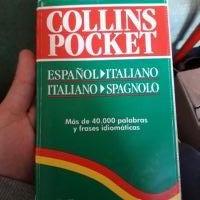 COLLINS
POCKET
ESPAÑOL▸ITALIANO
ITALIANO▸SPAGNOLO
Más de 40.000 palabras
y frases idiomáticas